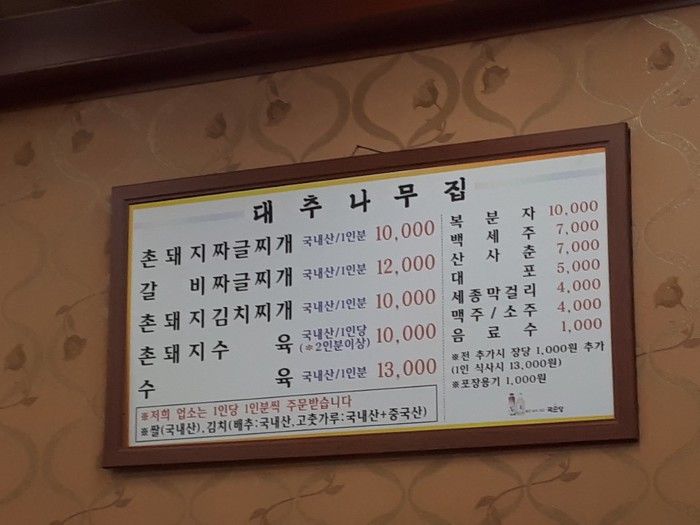 대추나무집
촌돼지짜글찌개 국내산/1인분 10,000
갈비짜글찌개 국내산/1인분 12,000
촌돼지김치찌개 국내산/1인분 10,000
촌돼지수육 국내산/1인당 (※2인분이상) 10,000
수육 국내산/1인분 13,000
※저희 업소는 1인당 1인분씩 주문받습니다
※쌀(국내산), 김치(배추:국내산, 고춧가루:국내산+중국산)
복분자 10,000
백세주 7,000
산사춘 7,000
대포 5,000
세종막걸리 4,000
맥주/소주 4,000
음료수 1,000
※전 추가시 장당 1,000원 추가
(1인 식사시 13,000원)
※포장용기 1,000원
국순당